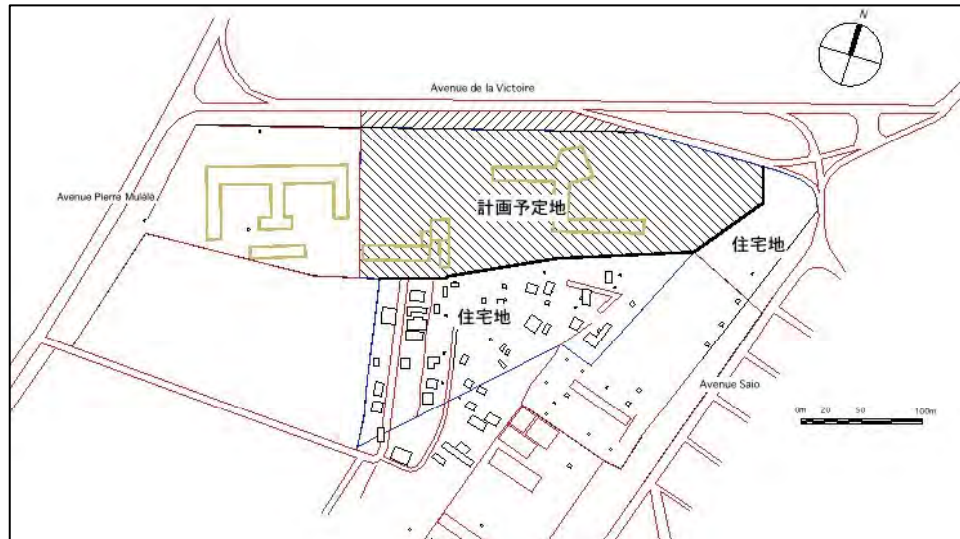 N
Avenue de la Victoire
Avenue Pierre Mulélé
計画予定地
住宅地
住宅地
Avenue Saio
0m 20 50 100m